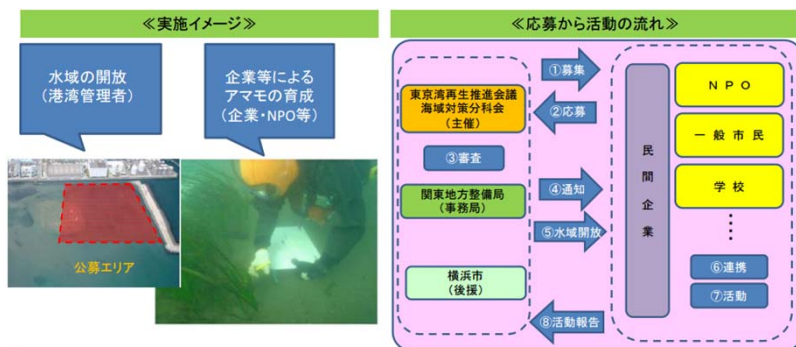 ≪実施イメージ≫
水域の開放
(港湾管理者)
企業等による
アマモの育成
(企業・NPO等)
公募エリア
≪応募から活動の流れ≫
東京湾再生推進会議
海域対策分科会
(主催)
③審査
関東地方整備局
(事務局)
横浜市
(後援)
①募集
②応募
④通知
⑤水域開放
⑧活動報告
民間企業
NPO
一般市民
学校
⑥連携
⑦活動